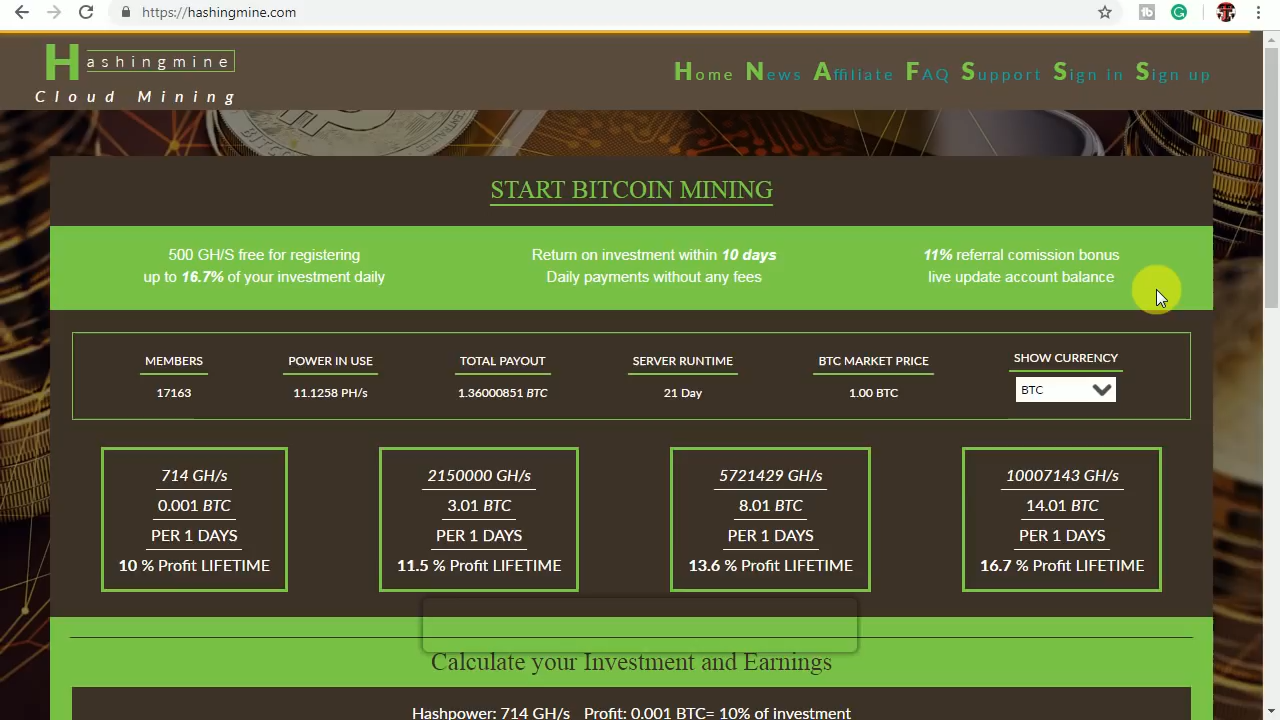 https://hashingmine.com
Hashingmine
Cloud Mining
Home News Affiliate FAQ Support Sign in Sign up
START BITCOIN MINING
500 GH/S free for registering
up to 16.7% of your investment daily
Return on investment within 10 days
Daily payments without any fees
11% referral comission bonus
live update account balance
MEMBERS
17163
POWER IN USE
11.1258 PH/s
TOTAL PAYOUT
1.36000851 BTC
SERVER RUNTIME
21 Day
BTC MARKET PRICE
1.00 BTC
SHOW CURRENCY
BTC
714 GH/s
0.001 BTC
PER 1 DAYS
10 % Profit LIFETIME
2150000 GH/s
3.01 BTC
PER 1 DAYS
11.5 % Profit LIFETIME
5721429 GH/s
8.01 BTC
PER 1 DAYS
13.6 % Profit LIFETIME
10007143 GH/s
14.01 BTC
PER 1 DAYS
16.7 % Profit LIFETIME
Calculate your Investment and Earnings
Hashpower: 714 GH/s Profit: 0.001 BTC= 10% of investment